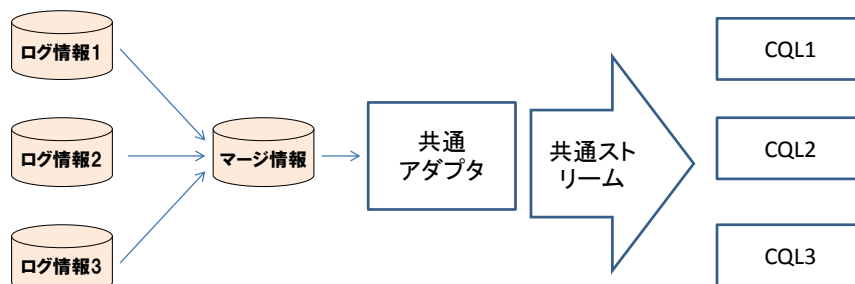 ログ情報1
ログ情報2
ログ情報3
マージ情報
共通
アダプタ
共通スト
リーム
CQL1
CQL2
CQL3